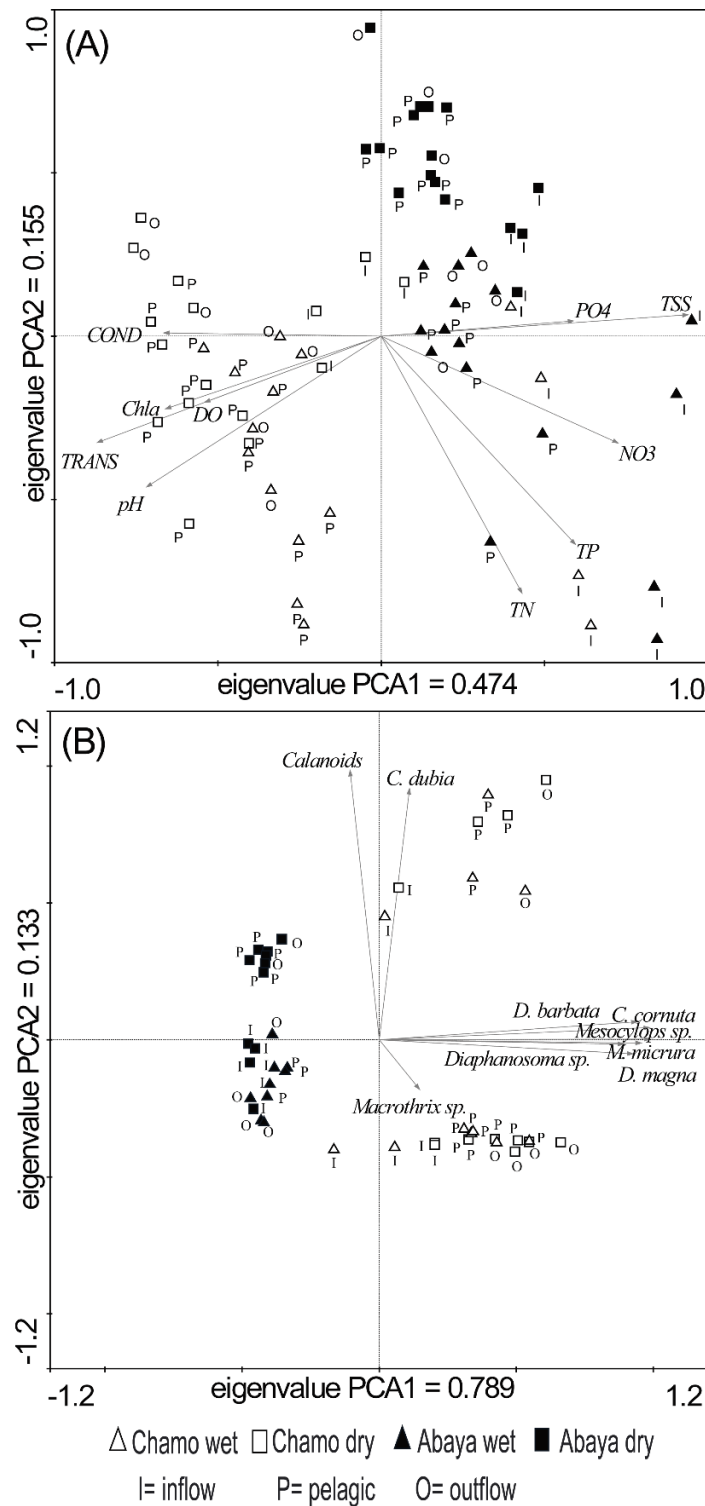 (A)
1.0
-1.0
eigenvalue PCA2 = 0.155
COND
Chla
DO
TRANS
pH
PO4
TSS
NO3
TP
TN
-1.0
eigenvalue PCA1 = 0.474
1.0
(B)
1.2
-1.2
eigenvalue PCA2 = 0.133
Calanoids
C. dubia
D. barbata
C. cornuta
Mesocylops sp.
M. micrura
Diaphanosoma sp.
D. magna
Macrothrix sp.
-1.2
eigenvalue PCA1 = 0.789
1.2
Chamo wet Chamo dry Abaya wet Abaya dry
I= inflow P= pelagic O= outflow